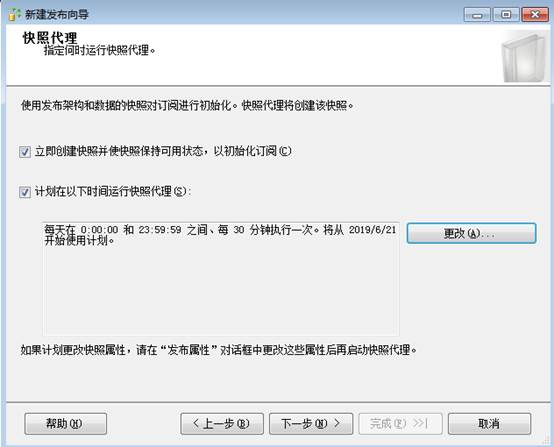 新建发布向导
快照代理
指定何时运行快照代理。
使用发布架构和数据的快照对订阅进行初始化。快照代理将创建该快照。
立即创建快照并使快照保持可用状态，以初始化订阅(C)
计划在以下时间运行快照代理(S):
每天在 0:00:00 和 23:59:59 之间、每 30 分钟执行一次。将从 2019/6/21
开始使用计划。
更改(A)...
如果计划更改快照属性，请在“发布属性”对话框中更改这些属性后再启动快照代理。
帮助(H)
< 上一步(B)
下一步(N) >
完成(F) >>|
取消